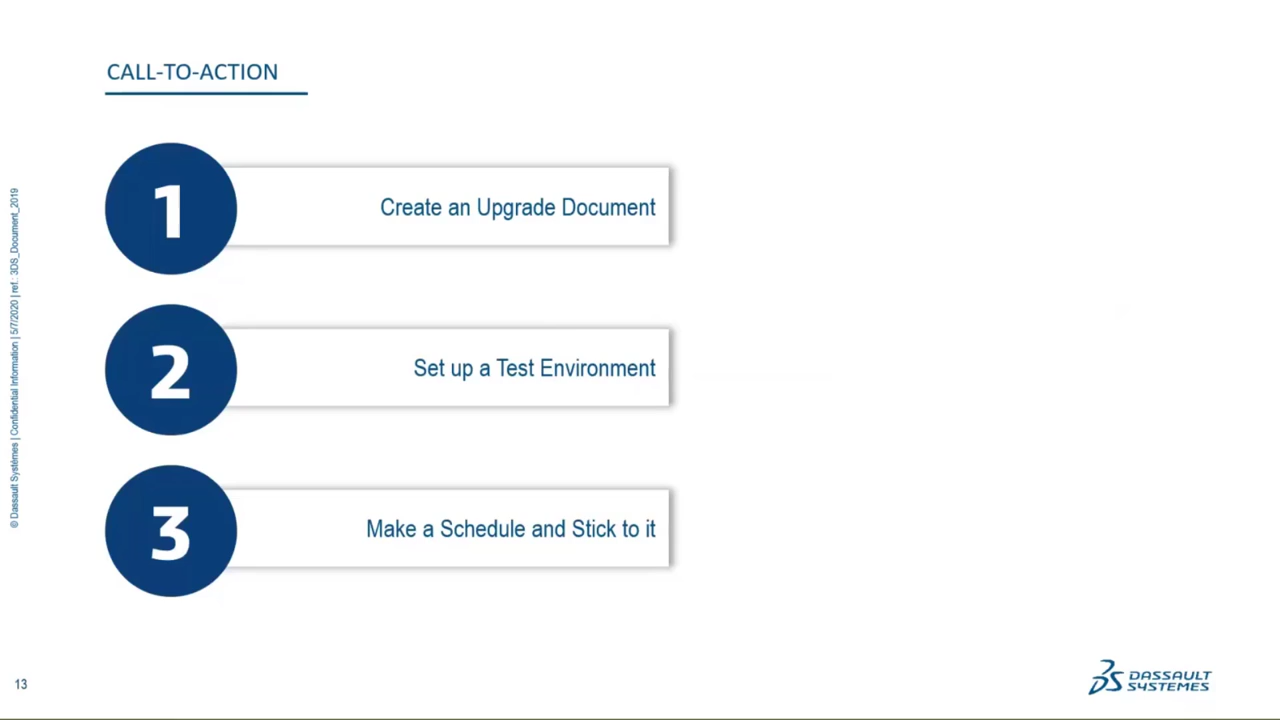 CALL-TO-ACTION
1
Create an Upgrade Document
2
Set up a Test Environment
3
Make a Schedule and Stick to it
© Dassault Systèmes | Confidential Information | 5/7/2020 | ref.: 3DS_Document_2019
13
3DS DASSAULT
SYSTEMES